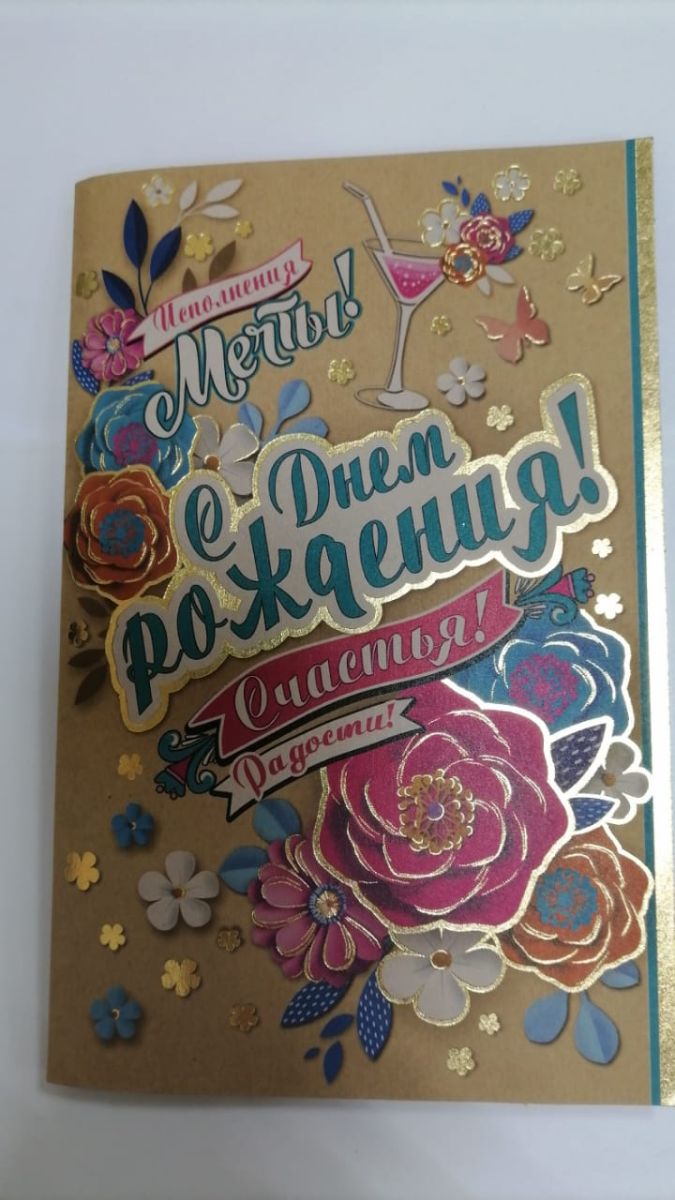 Исполнения
Мечты!
С Днем
рождения!
Счастья!
Радости!